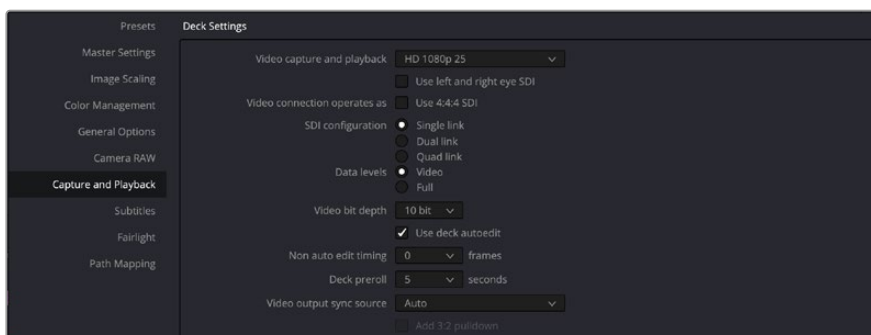 Presets
Master Settings
Image Scaling
Color Management
General Options
Camera RAW
Capture and Playback
Subtitles
Fairlight
Path Mapping
Deck Settings
Video capture and playback HD 1080p 25
Use left and right eye SDI
Video connection operates as Use 4:4:4 SDI
SDI configuration Single link
Dual link
Quad link
Data levels Video
Full
Video bit depth 10 bit
Use deck autoedit
Non auto edit timing 0 frames
Deck preroll 5 seconds
Video output sync source Auto
Add 3:2 pulldown